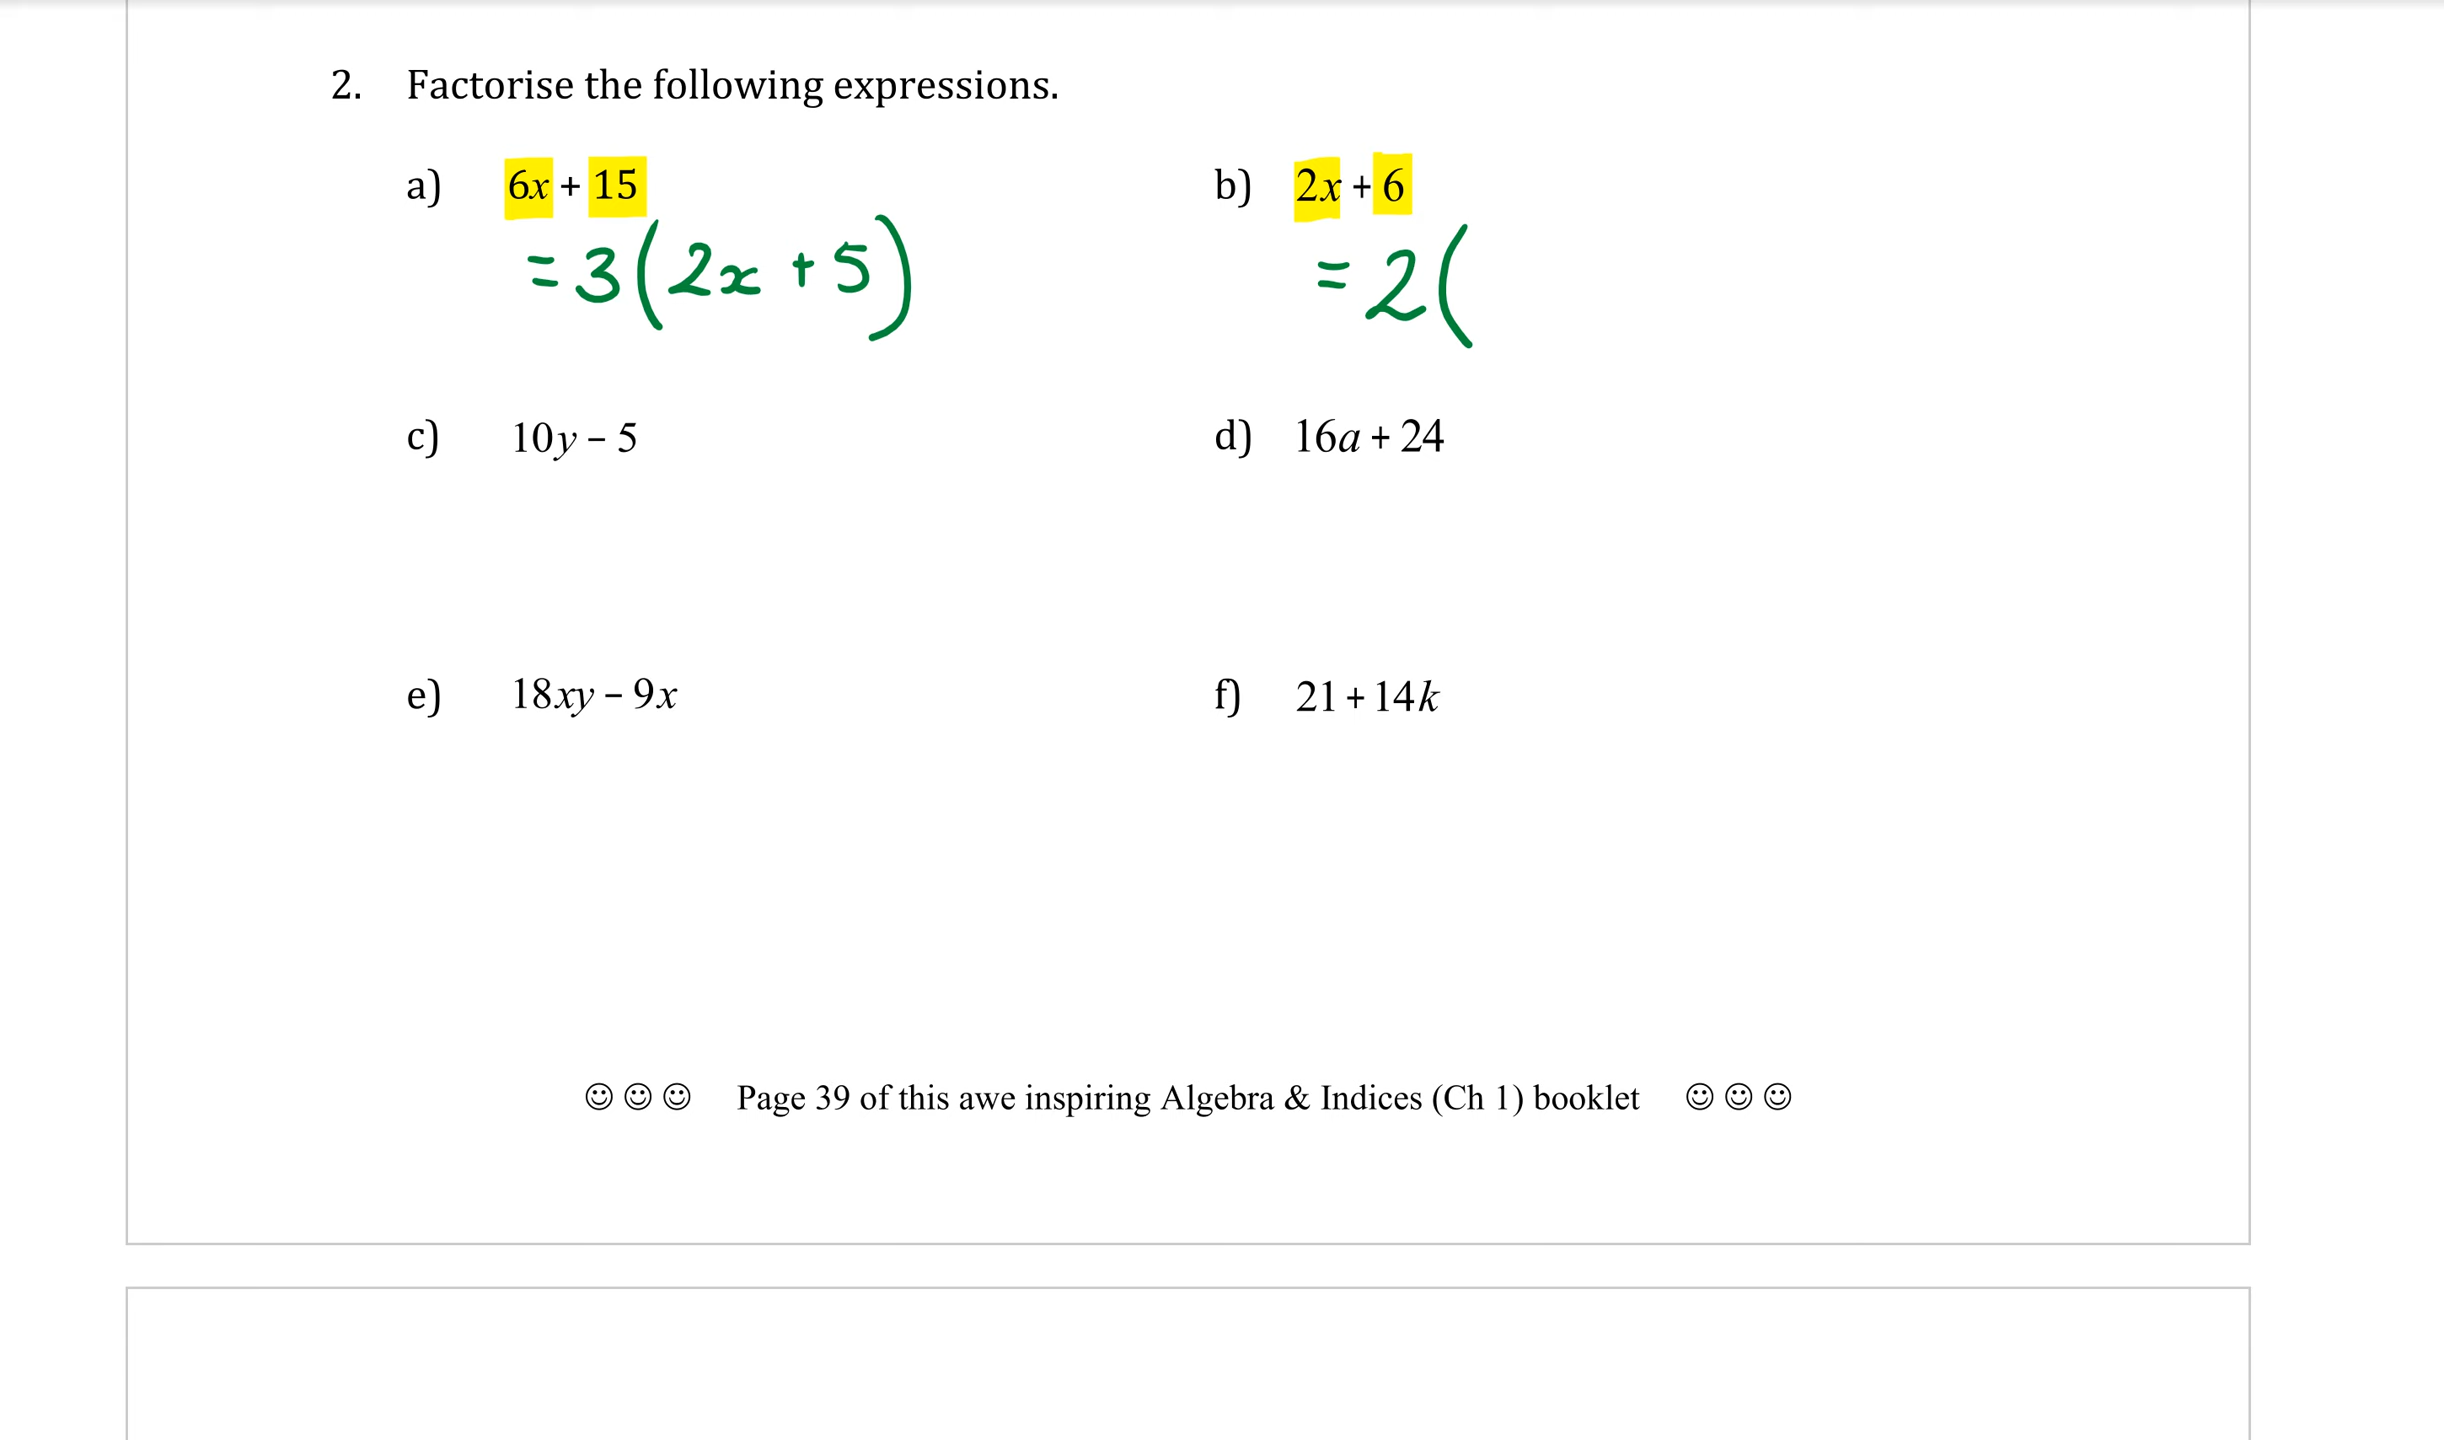 2. Factorise the following expressions.
a) 6x + 15 b) 2x + 6
= 3(2x + 5) = 2(
c) 10y – 5 d) 16a + 24
e) 18xy – 9x f) 21 + 14k
☺ ☺ ☺ Page 39 of this awe inspiring Algebra & Indices (Ch 1) booklet ☺ ☺ ☺